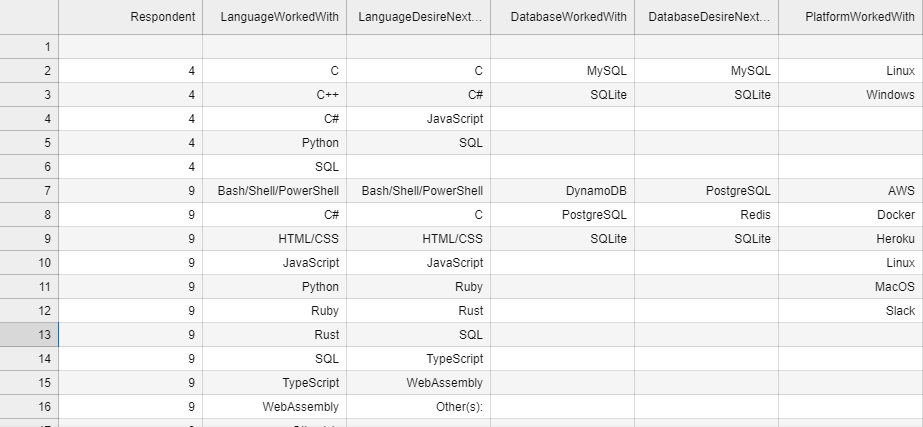 Respondent LanguageWorkedWith LanguageDesireNext... DatabaseWorkedWith DatabaseDesireNext... PlatformWorkedWith
1
2 4 C C MySQL MySQL Linux
3 4 C++ C# SQLite SQLite Windows
4 4 C# JavaScript
5 4 Python SQL
6 4 SQL
7 9 Bash/Shell/PowerShell Bash/Shell/PowerShell DynamoDB PostgreSQL AWS
8 9 C# C PostgreSQL Redis Docker
9 9 HTML/CSS HTML/CSS SQLite SQLite Heroku
10 9 JavaScript JavaScript Linux
11 9 Python Ruby MacOS
12 9 Ruby Rust Slack
13 9 Rust SQL
14 9 SQL TypeScript
15 9 TypeScript WebAssembly
16 9 WebAssembly Other(s):